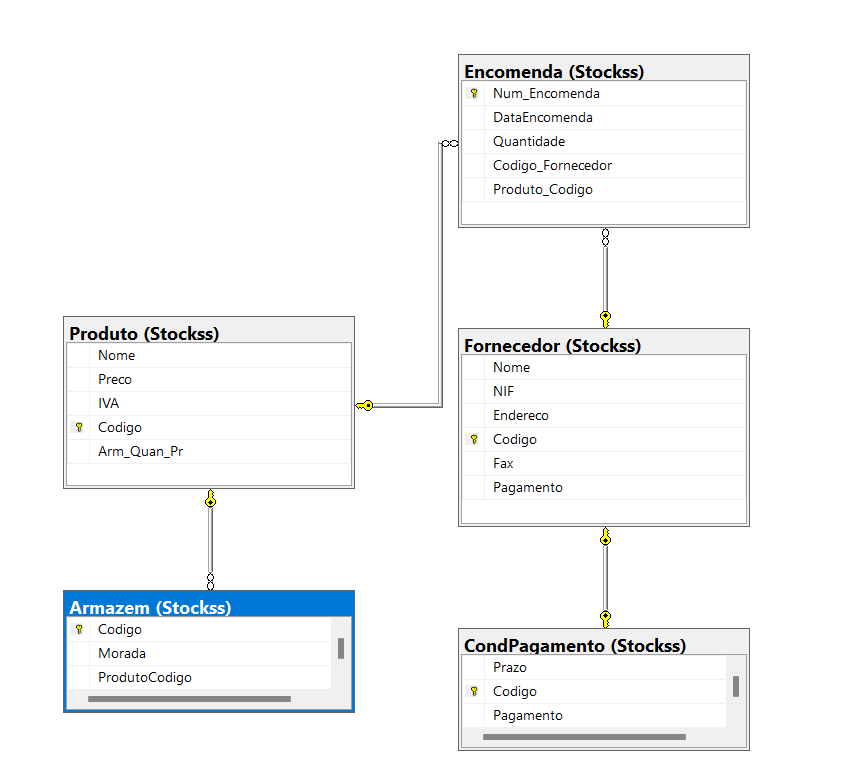 Encomenda (Stockss)
Num_Encomenda
DataEncomenda
Quantidade
Codigo_Fornecedor
Produto_Codigo
Produto (Stockss)
Nome
Preco
IVA
Codigo
Arm_Quan_Pr
Fornecedor (Stockss)
Nome
NIF
Endereco
Codigo
Fax
Pagamento
Armazem (Stockss)
Codigo
Morada
ProdutoCodigo
CondPagamento (Stockss)
Prazo
Codigo
Pagamento